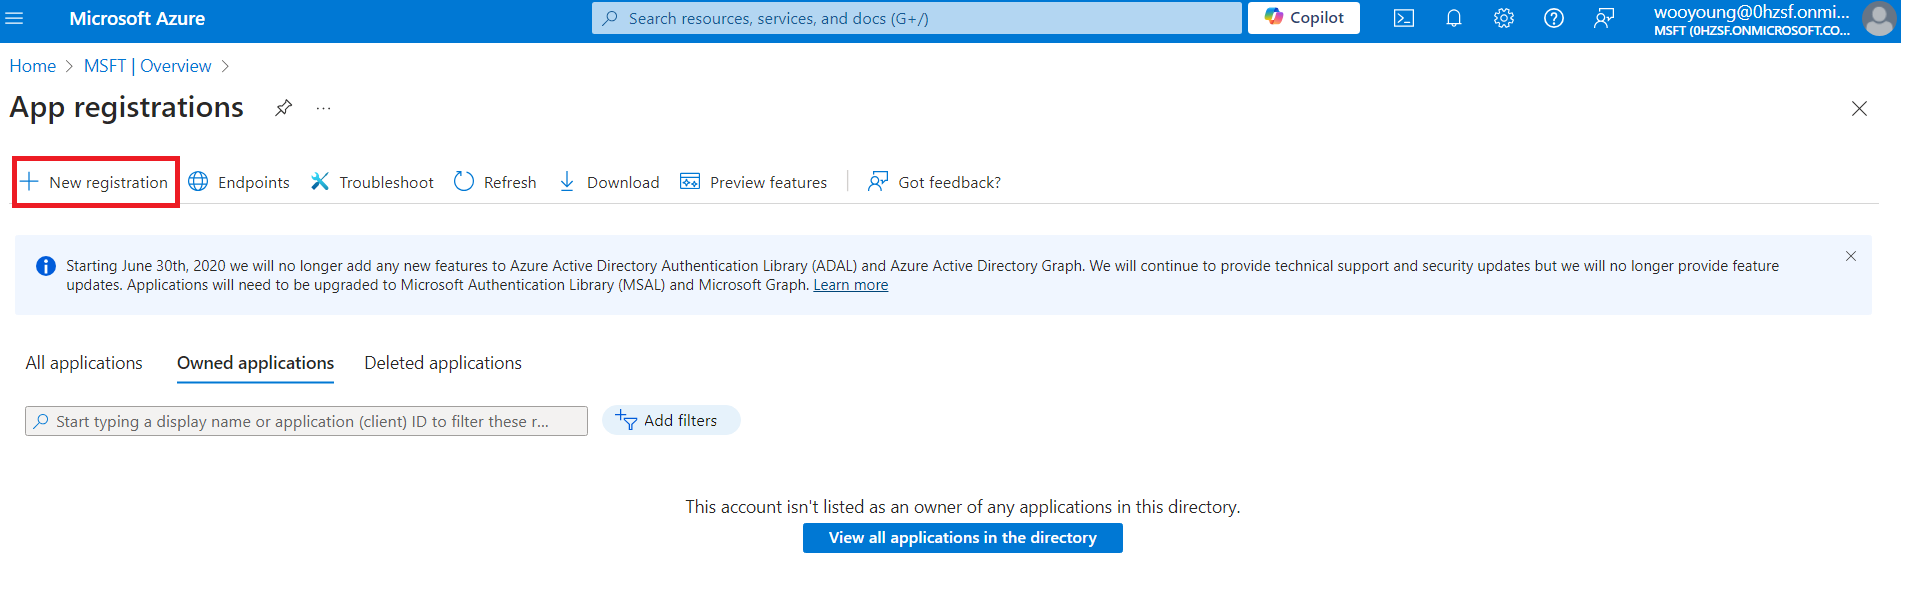 Microsoft Azure
Search resources, services, and docs (G+/)
Copilot
wooyoung@0hzsf.onmi...
MSFT (0HZSF.ONMICROSOFT.CO...
Home > MSFT | Overview >
App registrations
...
New registration
Endpoints
Troubleshoot
Refresh
Download
Preview features
Got feedback?
Starting June 30th, 2020 we will no longer add any new features to Azure Active Directory Authentication Library (ADAL) and Azure Active Directory Graph. We will continue to provide technical support and security updates but we will no longer provide feature
updates. Applications will need to be upgraded to Microsoft Authentication Library (MSAL) and Microsoft Graph. Learn more
All applications
Owned applications
Deleted applications
Start typing a display name or application (client) ID to filter these r...
Add filters
This account isn't listed as an owner of any applications in this directory.
View all applications in the directory